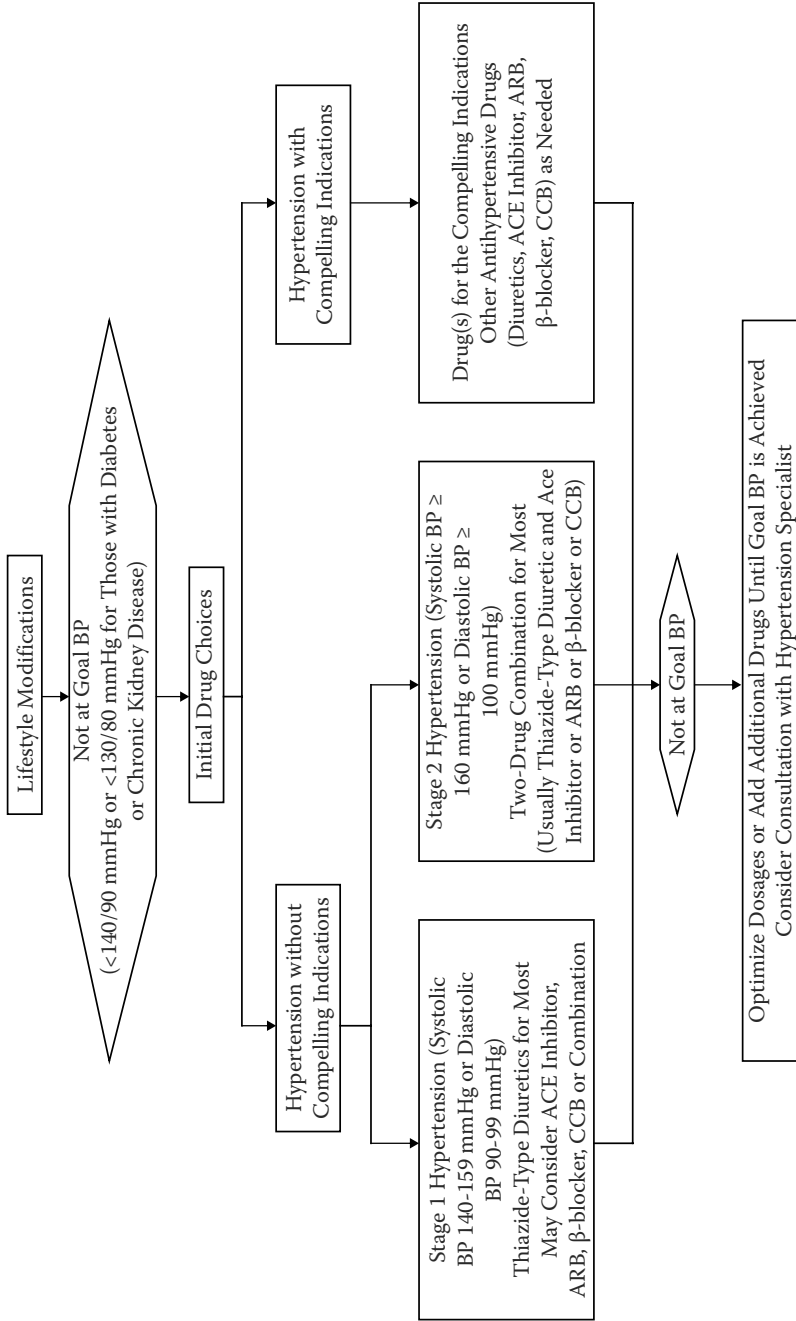 Lifestyle Modifications
Not at Goal BP
(<140/90 mmHg or <130/80 mmHg for Those with Diabetes
or Chronic Kidney Disease)
Initial Drug Choices
Hypertension without
Compelling Indications
Hypertension with
Compelling Indications
Stage 1 Hypertension (Systolic
BP 140-159 mmHg or Diastolic
BP 90-99 mmHg)
Thiazide-Type Diuretics for Most
May Consider ACE Inhibitor,
ARB, β-blocker, CCB or Combination
Stage 2 Hypertension (Systolic BP ≥
160 mmHg or Diastolic BP ≥
100 mmHg)
Two-Drug Combination for Most
(Usually Thiazide-Type Diuretic and Ace
Inhibitor or ARB or β-blocker or CCB)
Drug(s) for the Compelling Indications
Other Antihypertensive Drugs
(Diuretics, ACE Inhibitor, ARB,
β-blocker, CCB) as Needed
Not at Goal BP
Optimize Dosages or Add Additional Drugs Until Goal BP is Achieved
Consider Consultation with Hypertension Specialist